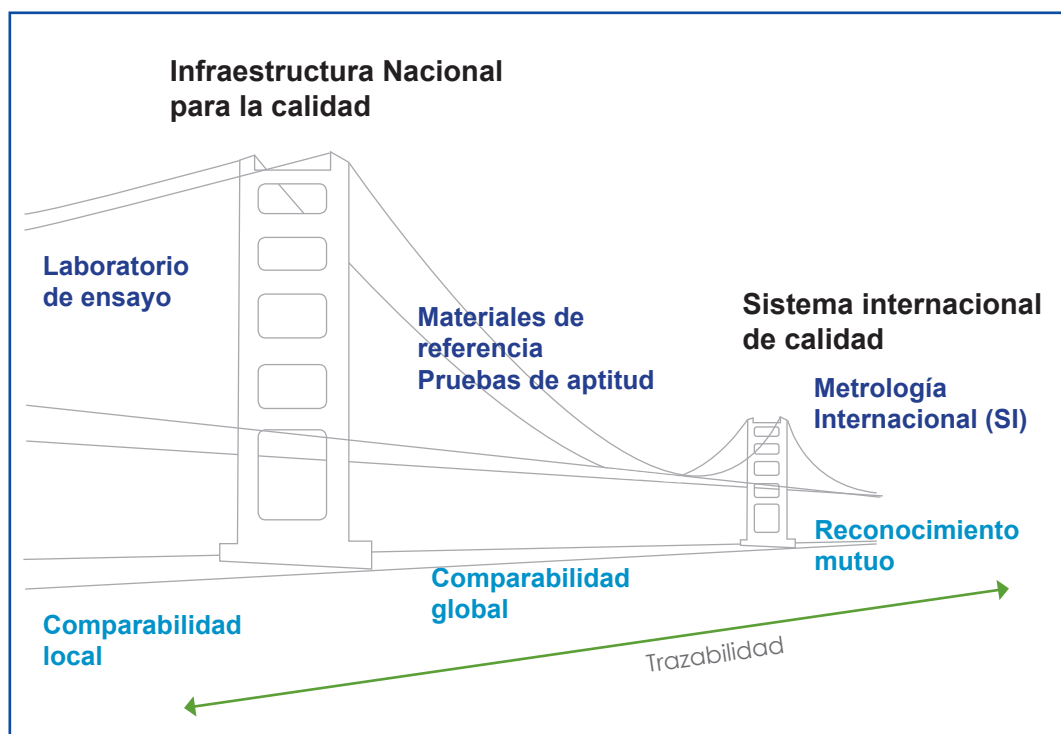 Infraestructura Nacional
para la calidad
Laboratorio
de ensayo
Materiales de
referencia
Pruebas de aptitud
Sistema internacional
de calidad
Metrología
Internacional (SI)
Reconocimiento
mutuo
Comparabilidad
global
Comparabilidad
local
Trazabilidad